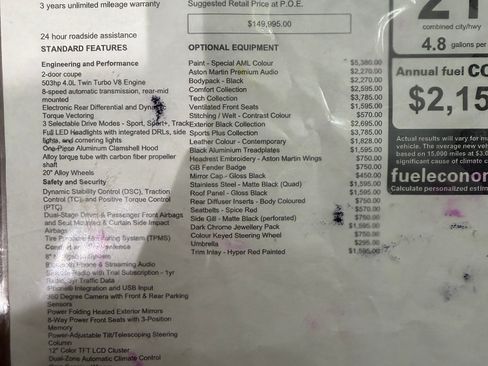 3 years unlimited mileage warranty
24 hour roadside assistance
STANDARD FEATURES
Engineering and Performance
2-door coupe
503hp 4.0L Twin Turbo V8 Engine
8-speed automatic transmission, rear-mid
mounted
Electronic Rear Differential and Dynamic
Torque Vectoring
3 Selectable Drive Modes - Sport, Sport+, Track
Full LED Headlights with integrated DRLs, side
lights, and cornering lights
One-Piece Aluminum Clamshell Hood
Alloy torque tube with carbon fiber propeller
shaft
20" Alloy Wheels
Safety and Security
Dynamic Stability Control (DSC), Traction
Control (TC) and Positive Torque Control
(PTC)
Dual-Stage Driver & Passenger Front Airbags
and Seat Mounted & Curtain Side Impact
Airbags
Tire Pressure Monitoring System (TPMS)
8"
Bluetooth Phone & Streaming Audio
Satellite Radio with Trial Subscription - 1yr
Traffic Data
iPhone® Integration and USB Input
360 Degree Camera with Front & Rear Parking
Sensors
Power Folding Heated Exterior Mirrors
8-Way Power Front Seats with 3-Position
Memory
Power-Adjustable Tilt/Telescoping Steering
Column
12" Color TFT LCD Cluster
Dual-Zone Automatic Climate Control
Suggested Retail Price at P.O.E.
$149,995.00
OPTIONAL EQUIPMENT
Paint - Special AML Colour $5,380.00
Aston Martin Premium Audio $2,270.00
Bodypack - Black $2,270.00
Comfort Collection $2,595.00
Tech Collection $3,785.00
Ventilated Front Seats $1,595.00
Stitching / Welt - Contrast Colour $570.00
Exterior Black Collection $2,695.00
Sports Plus Collection $3,785.00
Leather Colour - Contemporary $1,828.00
Black Aluminium Treadplates $1,595.00
Headrest Embroidery - Aston Martin Wings $750.00
GB Fender Badge $750.00
Mirror Cap - Gloss Black $450.00
Stainless Steel - Matte Black (Quad) $1,595.00
Roof Panel - Gloss Black $1,595.00
Rear Diffuser Inserts - Body Coloured $750.00
Seatbelts - Spice Red $570.00
Side Gill - Matte Black (perforated) $750.00
Dark Chrome Jewellery Pack $1,595.00
Colour Keyed Steering Wheel $750.00
Umbrella $295.00
Trim Inlay - Hyper Red Painted $1,595.00
combined city/hwy
4.8 gallons per
Annual fuel CO
$2,15
Actual results will vary for
vehicle. The average new veh
based on 15,000 miles at $3.0
significant cause of climate c
fueleconon
Calculate personalized estim